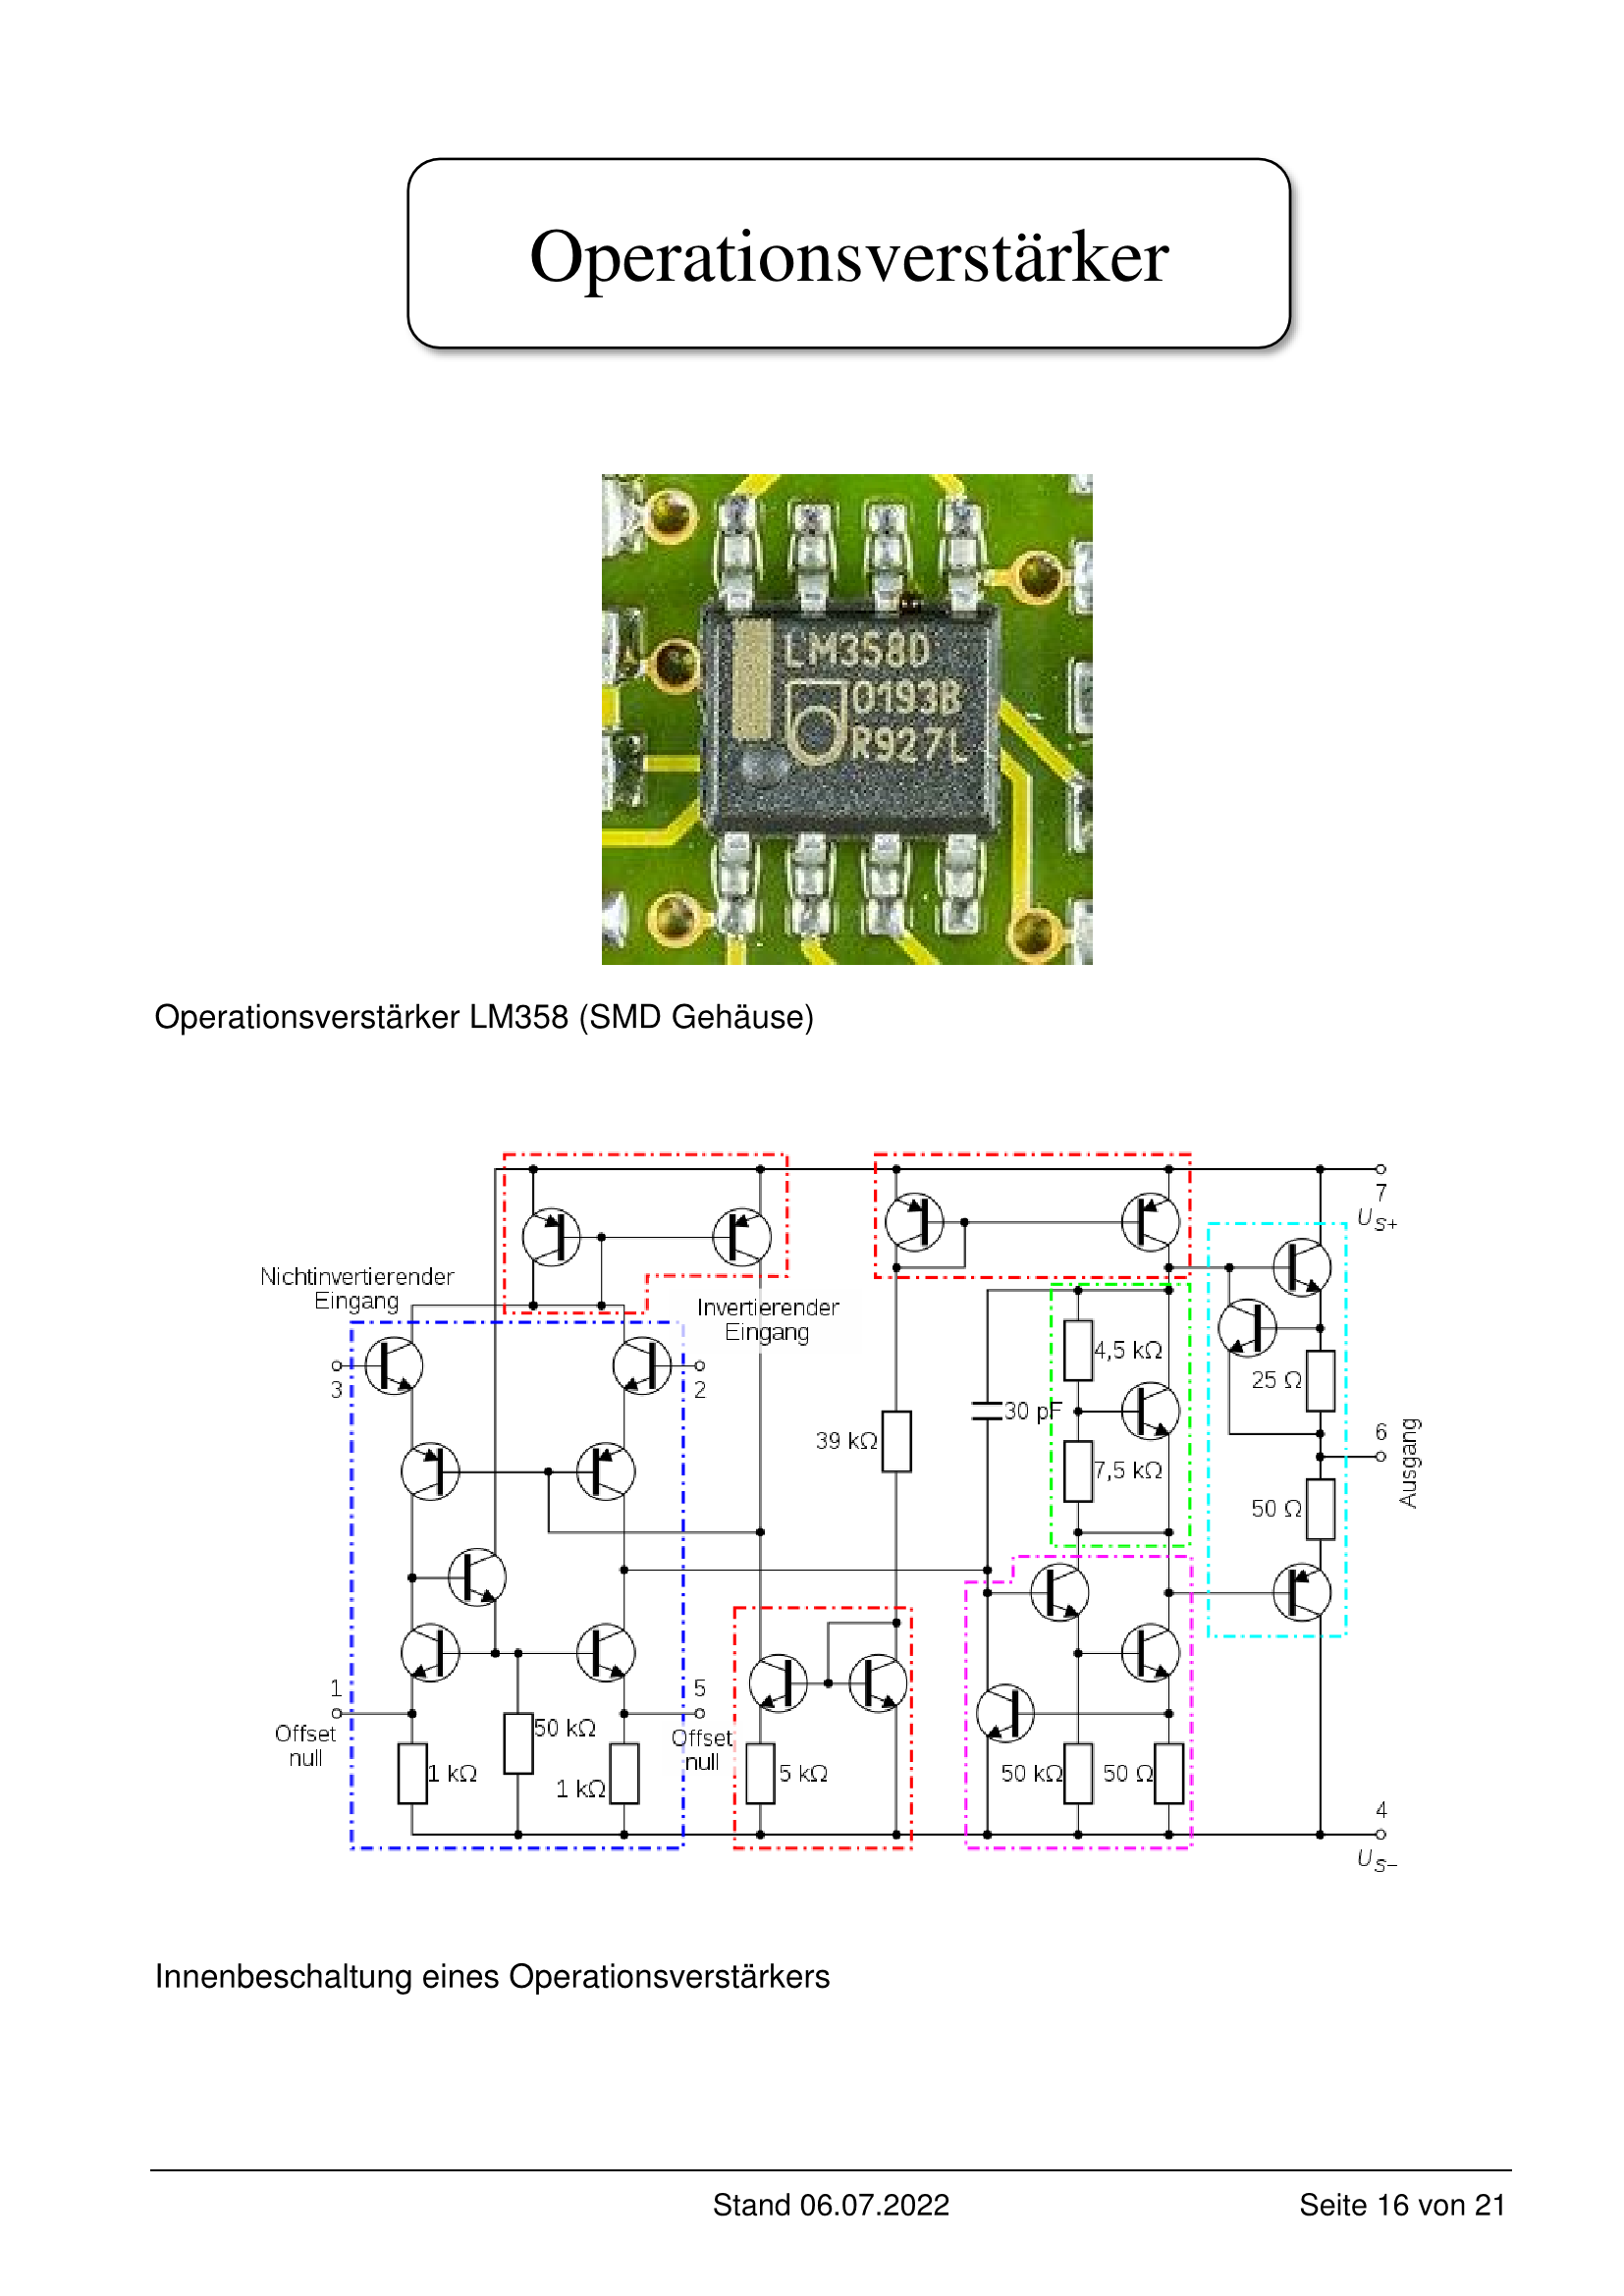 Operationsverstärker
LM358D
0193B
R927L
Operationsverstärker LM358 (SMD Gehäuse)
7
U S+
Nichtinvertierender
Eingang
Invertierender
Eingang
3
2
4,5 kΩ
25 Ω
30 pF
39 kΩ
6
Ausgang
7,5 kΩ
50 Ω
1
Offset
null
5
Offset
null
50 kΩ
1 kΩ
1 kΩ
5 kΩ
50 kΩ
50 Ω
4
U S–
Innenbeschaltung eines Operationsverstärkers
Stand 06.07.2022
Seite 16 von 21